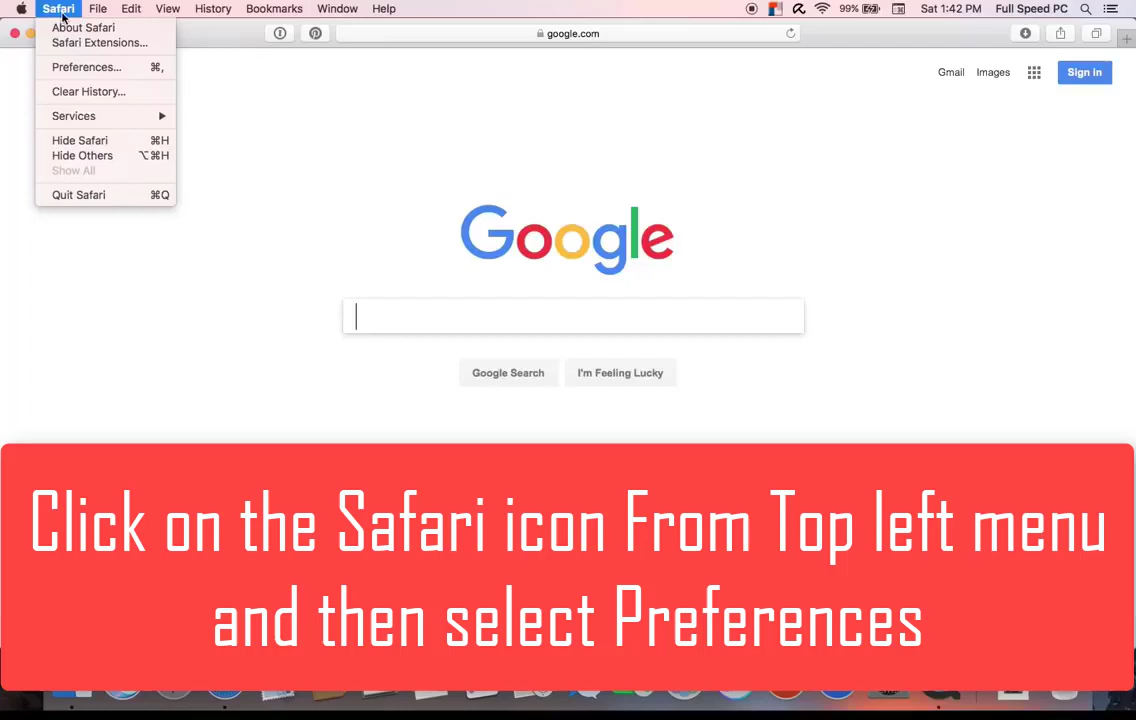 Safari File Edit View History Bookmarks Window Help 99% Sat 1:42 PM Full Speed PC
About Safari
Safari Extensions...
Preferences... ⌘,
Clear History...
Services ▶
Hide Safari ⌘H
Hide Others ⌥⌘H
Show All
Quit Safari ⌘Q
google.com
Gmail Images Sign in
Google
Google Search I'm Feeling Lucky
Click on the Safari icon From Top left menu
and then select Preferences